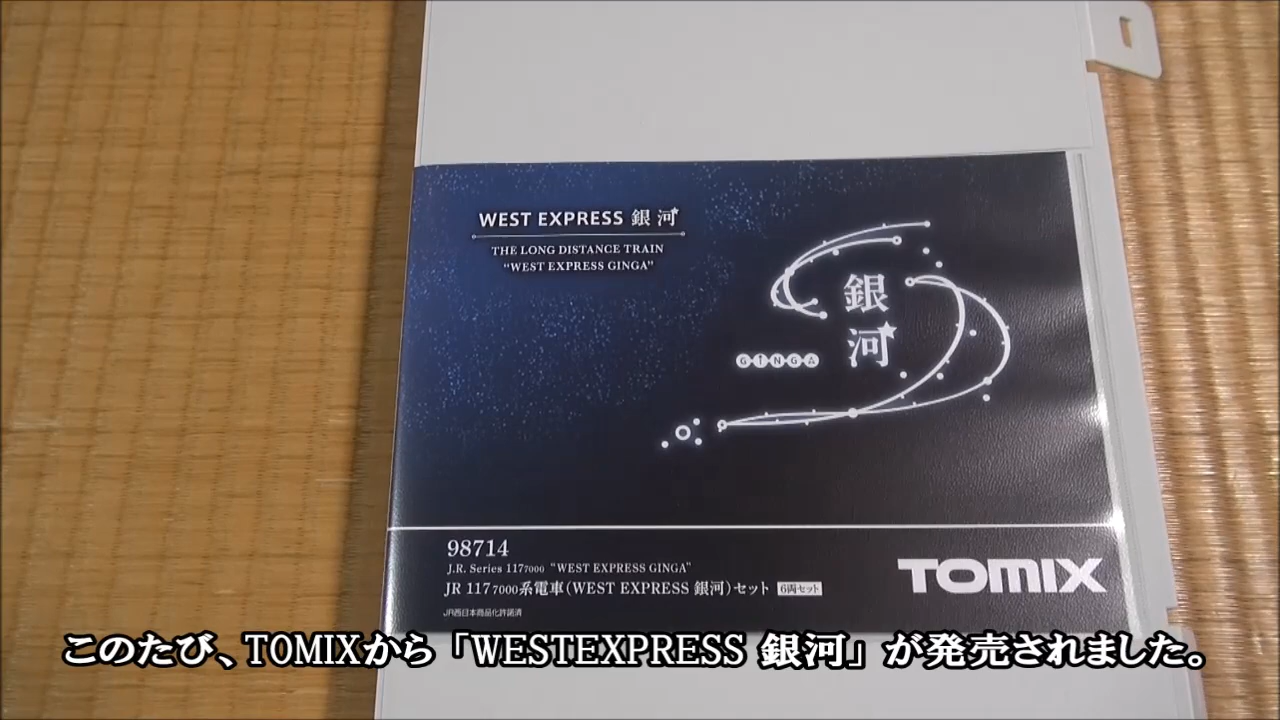 WEST EXPRESS 銀河
THE LONG DISTANCE TRAIN
"WEST EXPRESS GINGA"
銀
河
GINGA
98714
J.R. Series 1177000 "WEST EXPRESS GINGA"
JR 117 7000系電車(WEST EXPRESS 銀河)セット 6両セット
JR西日本商品化許諾済
TOMIX
このたび、TOMIXから「WESTEXPRESS 銀河」が発売されました。